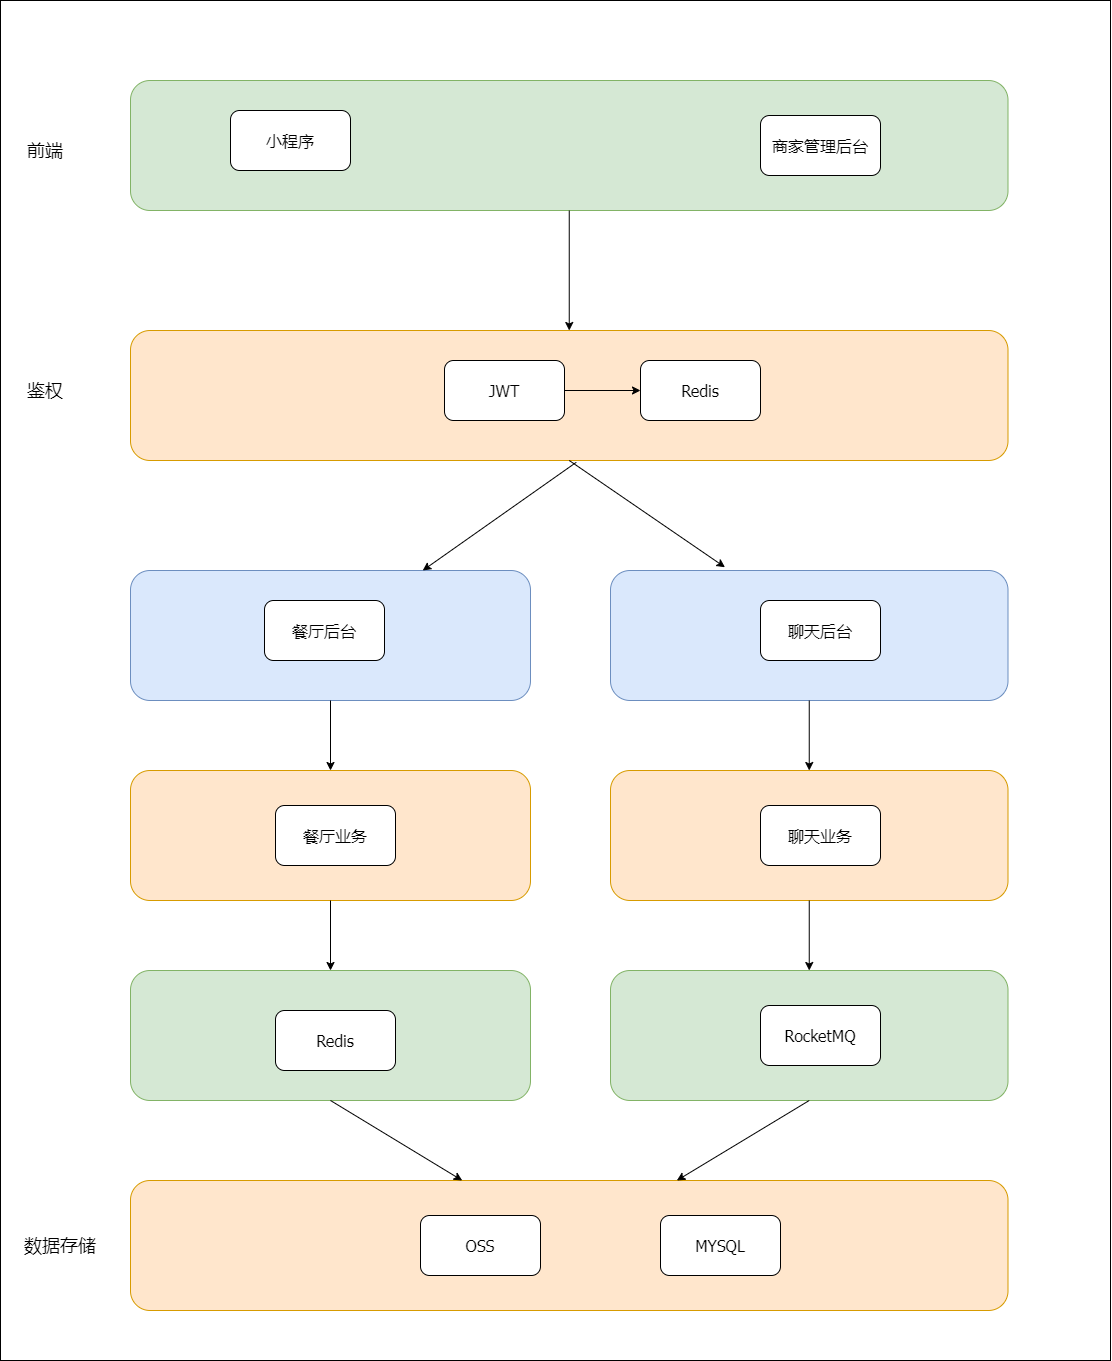 小程序
商家管理后台
前端
JWT
Redis
鉴权
餐厅后台
聊天后台
餐厅业务
聊天业务
Redis
RocketMQ
数据存储
OSS
MYSQL